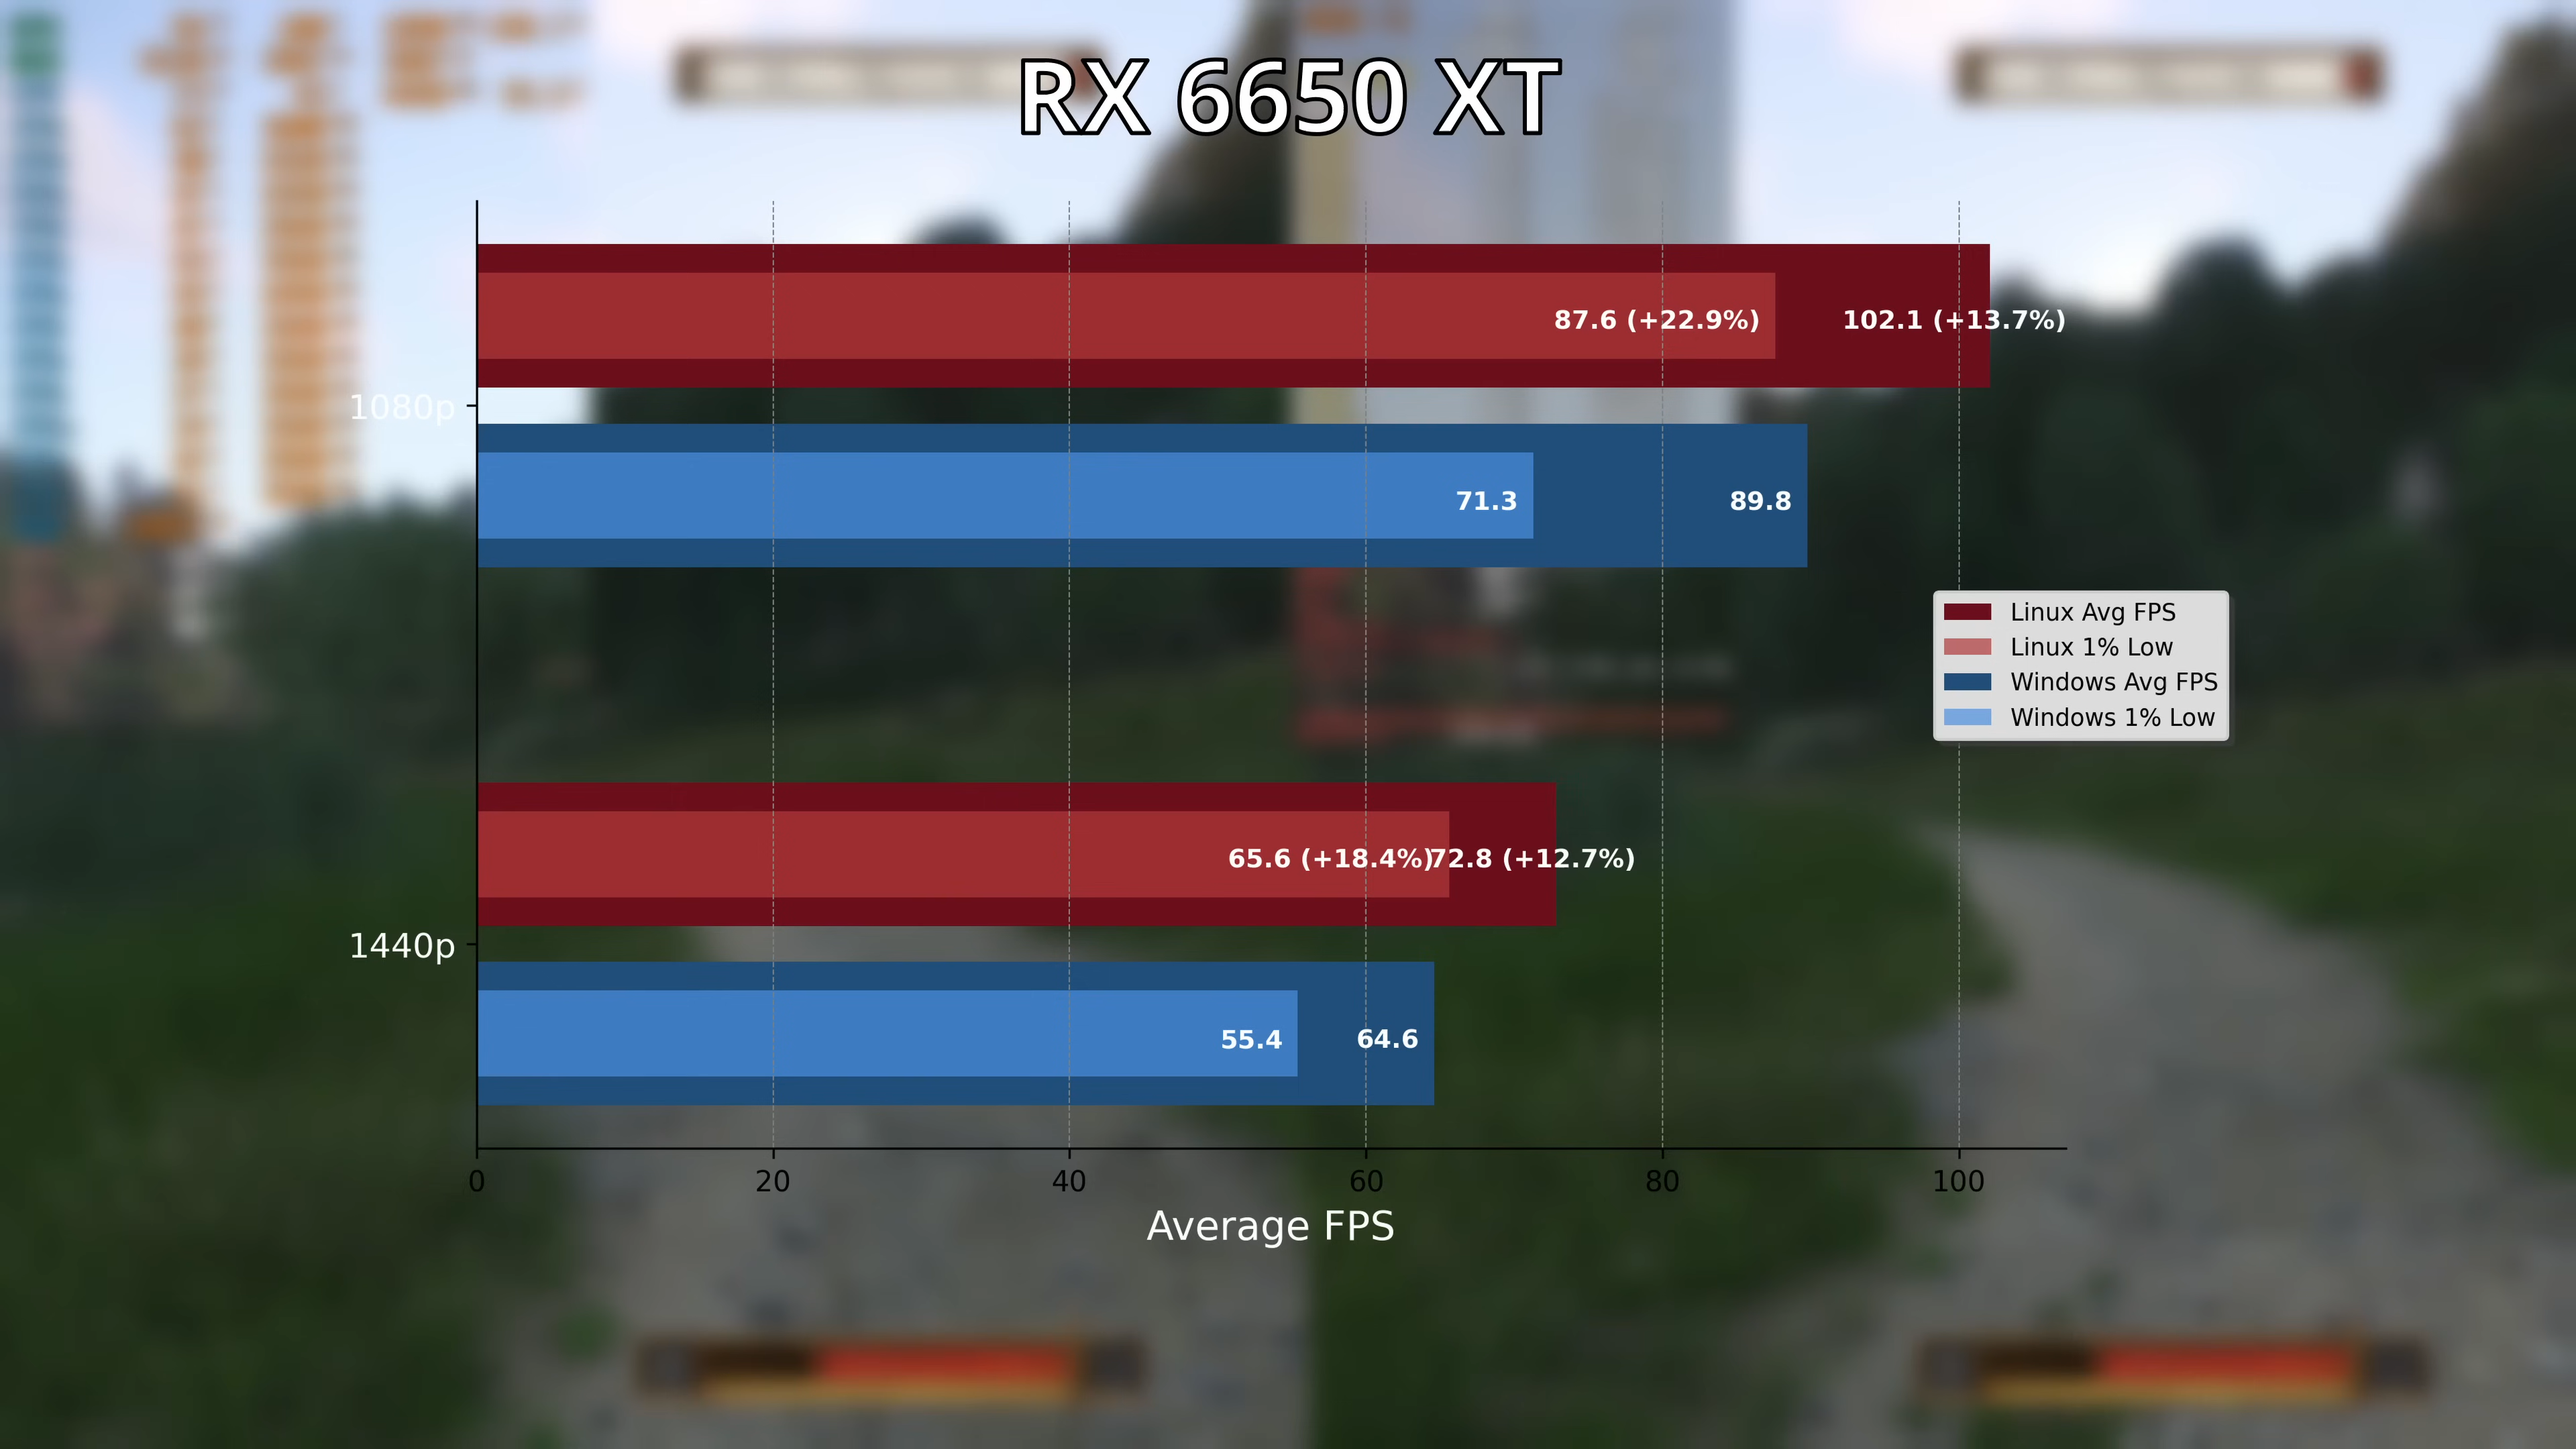 RX 6650 XT
87.6 (+22.9%) 102.1 (+13.7%)
1080p
71.3 89.8
Linux Avg FPS
Linux 1% Low
Windows Avg FPS
Windows 1% Low
65.6 (+18.4%) 72.8 (+12.7%)
1440p
55.4 64.6
0 20 40 60 80 100
Average FPS